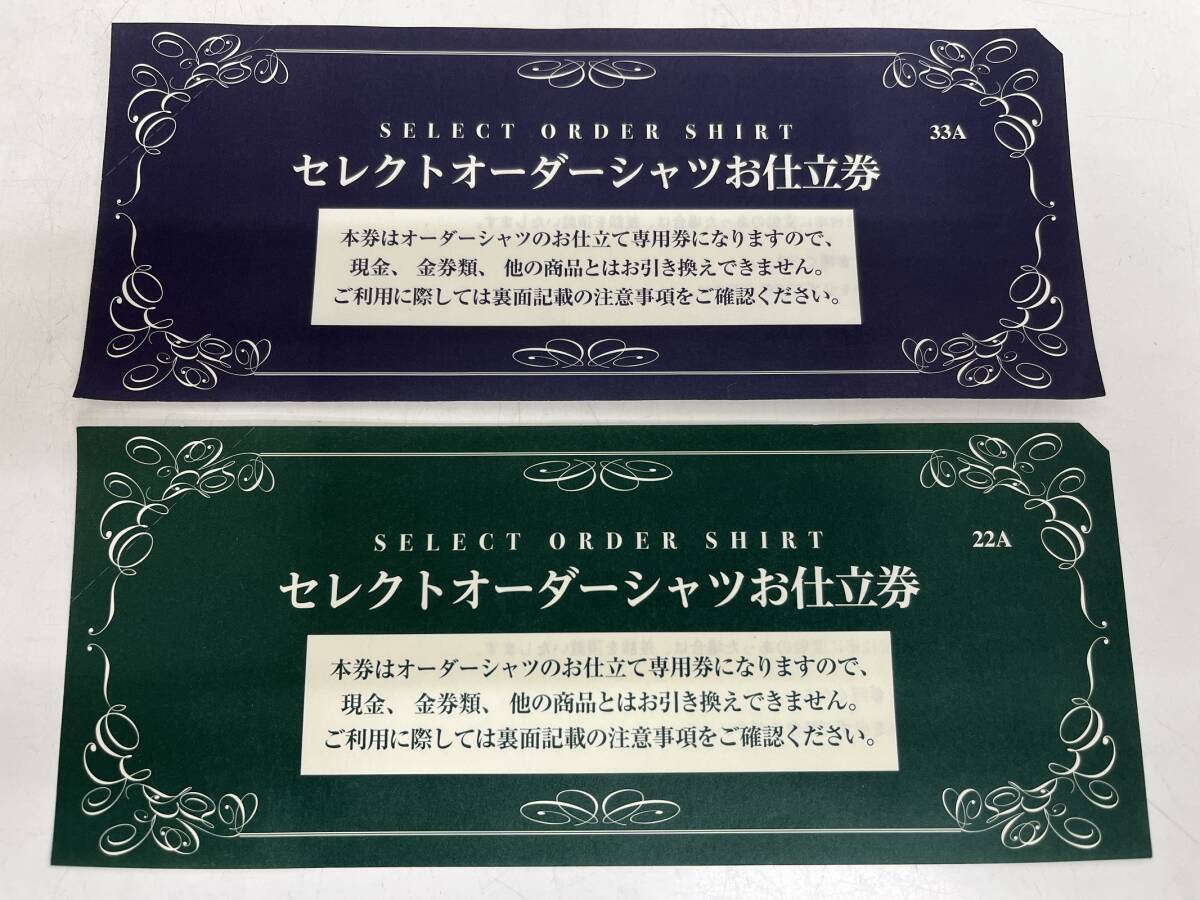 SELECT ORDER SHIRT
33A
セレクトオーダーシャツお仕立券
本券はオーダーシャツのお仕立て専用券になりますので、
現金、金券類、他の商品とはお引き換えできません。
ご利用に際しては裏面記載の注意事項をご確認ください。
SELECT ORDER SHIRT
22A
セレクトオーダーシャツお仕立券
本券はオーダーシャツのお仕立て専用券になりますので、
現金、金券類、他の商品とはお引き換えできません。
ご利用に際しては裏面記載の注意事項をご確認ください。